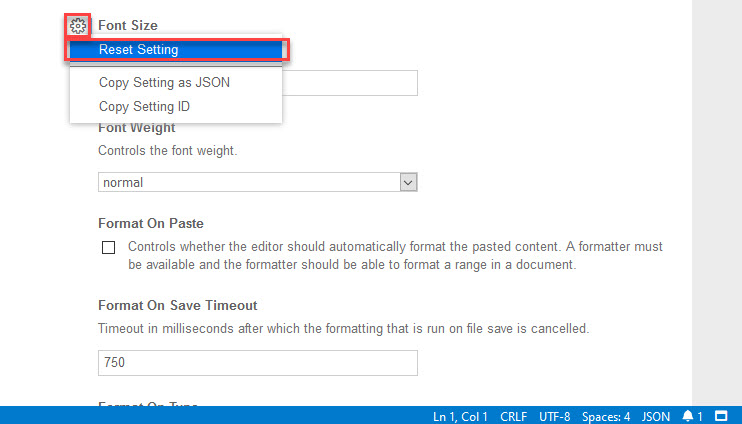 Font Size
Reset Setting
Copy Setting as JSON
Copy Setting ID
Font Weight
Controls the font weight.
normal
Format On Paste
Controls whether the editor should automatically format the pasted content. A formatter must
be available and the formatter should be able to format a range in a document.
Format On Save Timeout
Timeout in milliseconds after which the formatting that is run on file save is cancelled.
750
Format On Type
Ln 1, Col 1 CRLF UTF-8 Spaces: 4 JSON 1